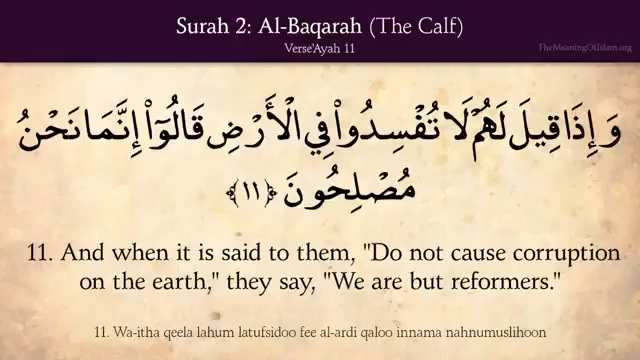 Surah 2: Al-Baqarah (The Calf)
Verse'Ayah 11
TheMeaningOfIslam.org
وَإِذَا قِيلَ لَهُمْ لَا تُفْسِدُوا۟ فِي الْأَرْضِ قَالُوٓا۟ إِنَّمَا نَحْنُ
مُصْلِحُونَ ﴿١١﴾
11. And when it is said to them, "Do not cause corruption
on the earth," they say, "We are but reformers."
11. Wa-itha qeela lahum latufsidoo fee al-ardi qaloo innama nahnumuslihoon